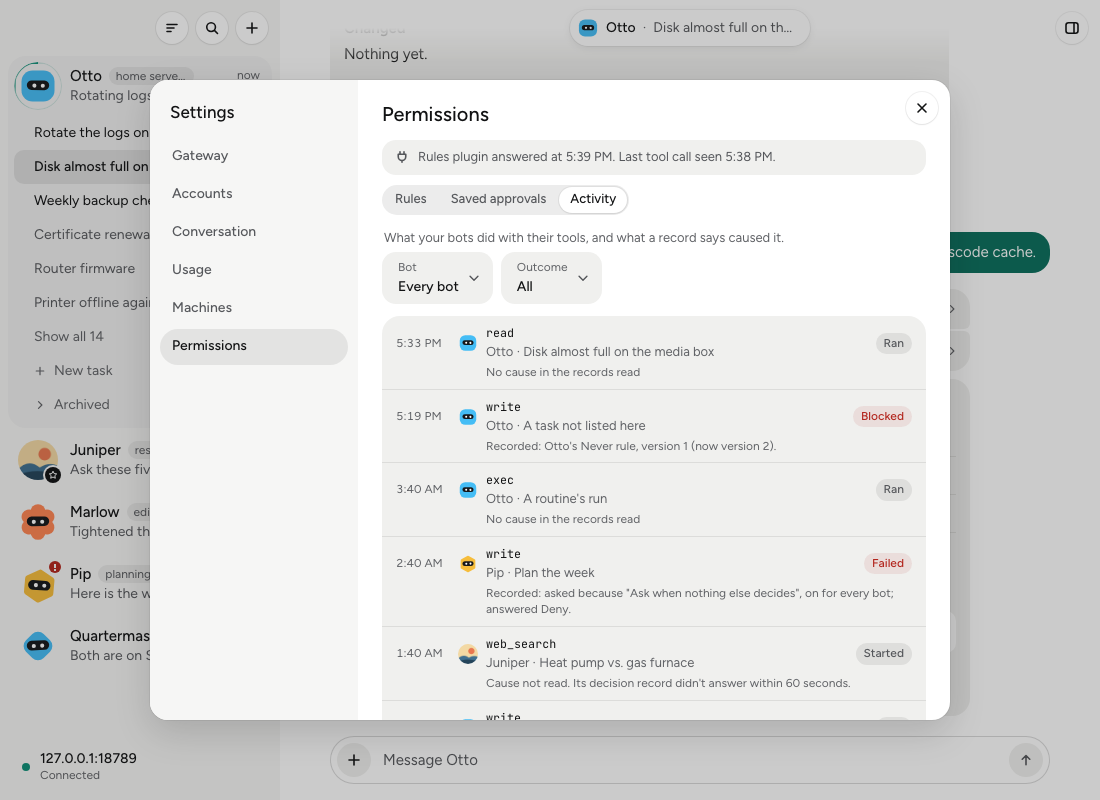 Otto · Disk almost full on th...
Changed
Nothing yet.
Otto
home serve...
now
Rotating logs
Rotate the logs on
Disk almost full on
Weekly backup che
Certificate renewa
Router firmware
Printer offline again
Show all 14
New task
Archived
Juniper
res
Ask these fiv
Marlow
edi
Tightened th
Pip
planning
Here is the w
Quartermas
Both are on S
127.0.0.1:18789
Connected
Settings
Gateway
Accounts
Conversation
Usage
Machines
Permissions
Permissions
Rules plugin answered at 5:39 PM. Last tool call seen 5:38 PM.
Rules
Saved approvals
Activity
What your bots did with their tools, and what a record says caused it.
Bot
Every bot
Outcome
All
5:33 PM
read
Otto · Disk almost full on the media box
No cause in the records read
Ran
5:19 PM
write
Otto · A task not listed here
Recorded: Otto's Never rule, version 1 (now version 2).
Blocked
3:40 AM
exec
Otto · A routine's run
No cause in the records read
Ran
2:40 AM
write
Pip · Plan the week
Recorded: asked because "Ask when nothing else decides", on for every bot;
answered Deny.
Failed
1:40 AM
web_search
Juniper · Heat pump vs. gas furnace
Cause not read. Its decision record didn't answer within 60 seconds.
Started
write
scode cache.
Message Otto